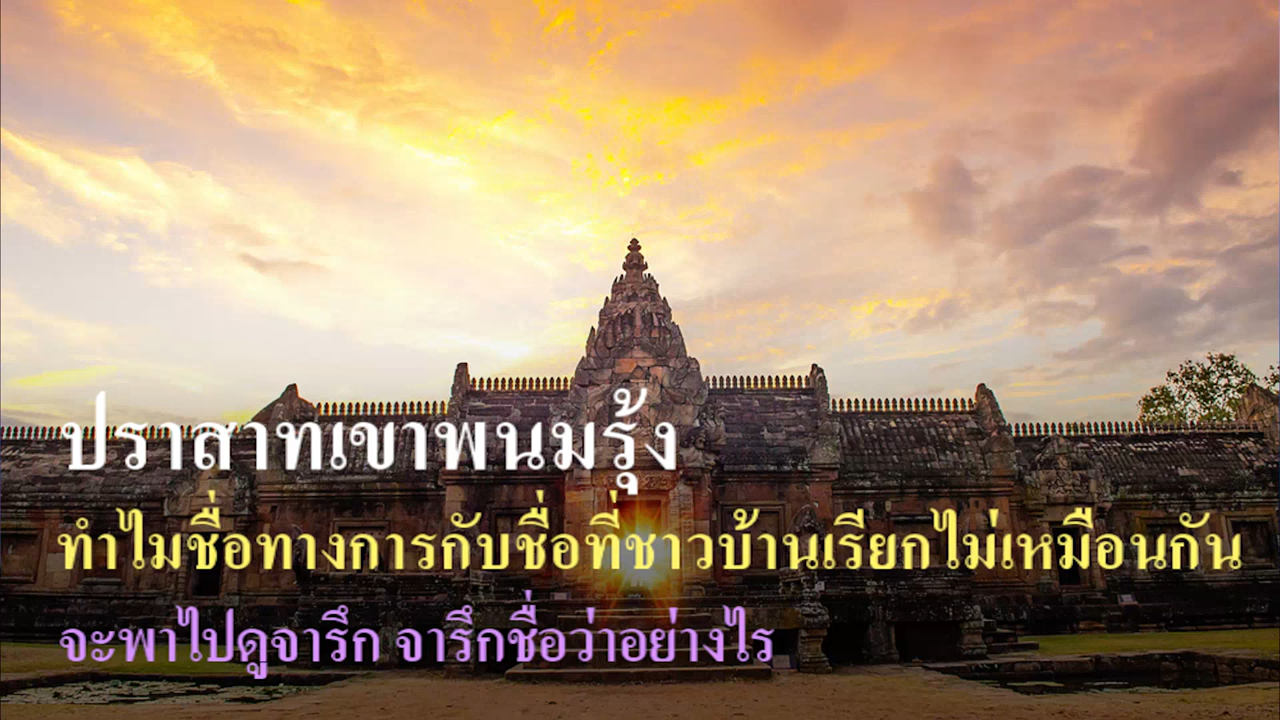 ปราสาทเขาพนมรุ้ง
ทำไมชื่อทางการกับชื่อที่ชาวบ้านเรียกไม่เหมือนกัน
จะพาไปดูจารึก จารึกชื่อว่าอย่างไร